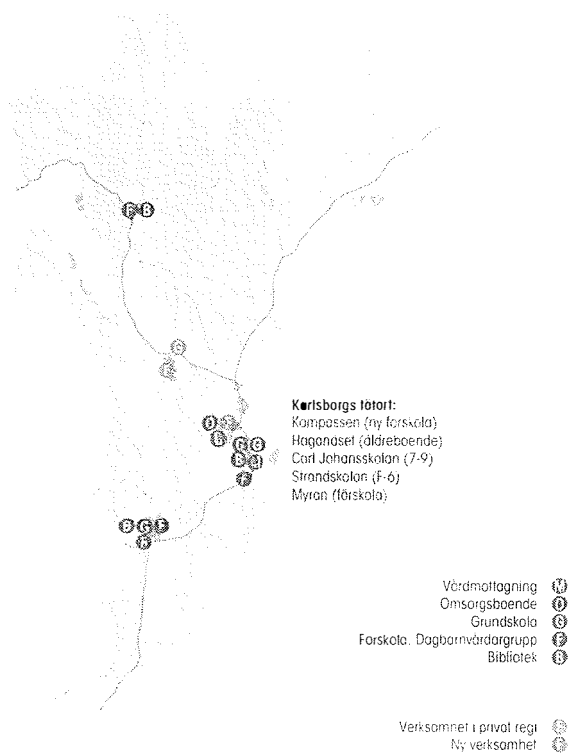 F B
Karlsborgs tätort:
Kompassen (ny förskola)
Haganäset (äldreboende)
Carl Johansskolan (7-9)
Strandskolan (F-6)
Myran (förskola)
Vårdmottagning
Omsorgsboende O
Grundskola G
Förskola. Dagbarnvårdargrupp F
Bibliotek B
Verksamhet i privat regi
Ny verksamhet